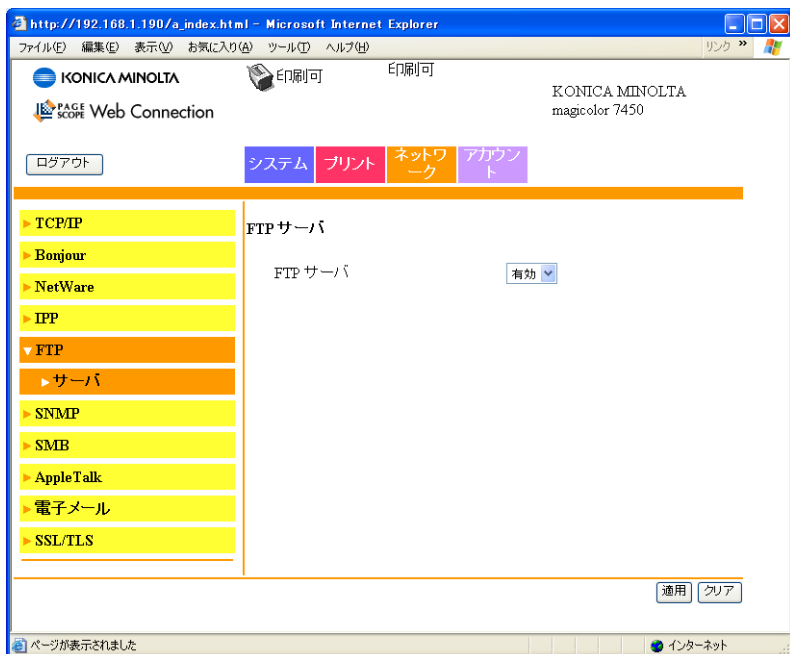 http://192.168.1.190/a_index.html - Microsoft Internet Explorer
ファイル(F) 編集(E) 表示(V) お気に入り(A) ツール(T) ヘルプ(H) リンク »
KONICA MINOLTA
印刷可
印刷可
KONICA MINOLTA
magicolor 7450
PAGE SCOPE Web Connection
ログアウト
システム
プリント
ネットワ
ーク
アカウン
ト
TCP/IP
Bonjour
NetWare
IPP
FTP
サーバ
SNMP
SMB
AppleTalk
電子メール
SSL/TLS
FTP サーバ
FTP サーバ 有効
適用 クリア
ページが表示されました インターネット